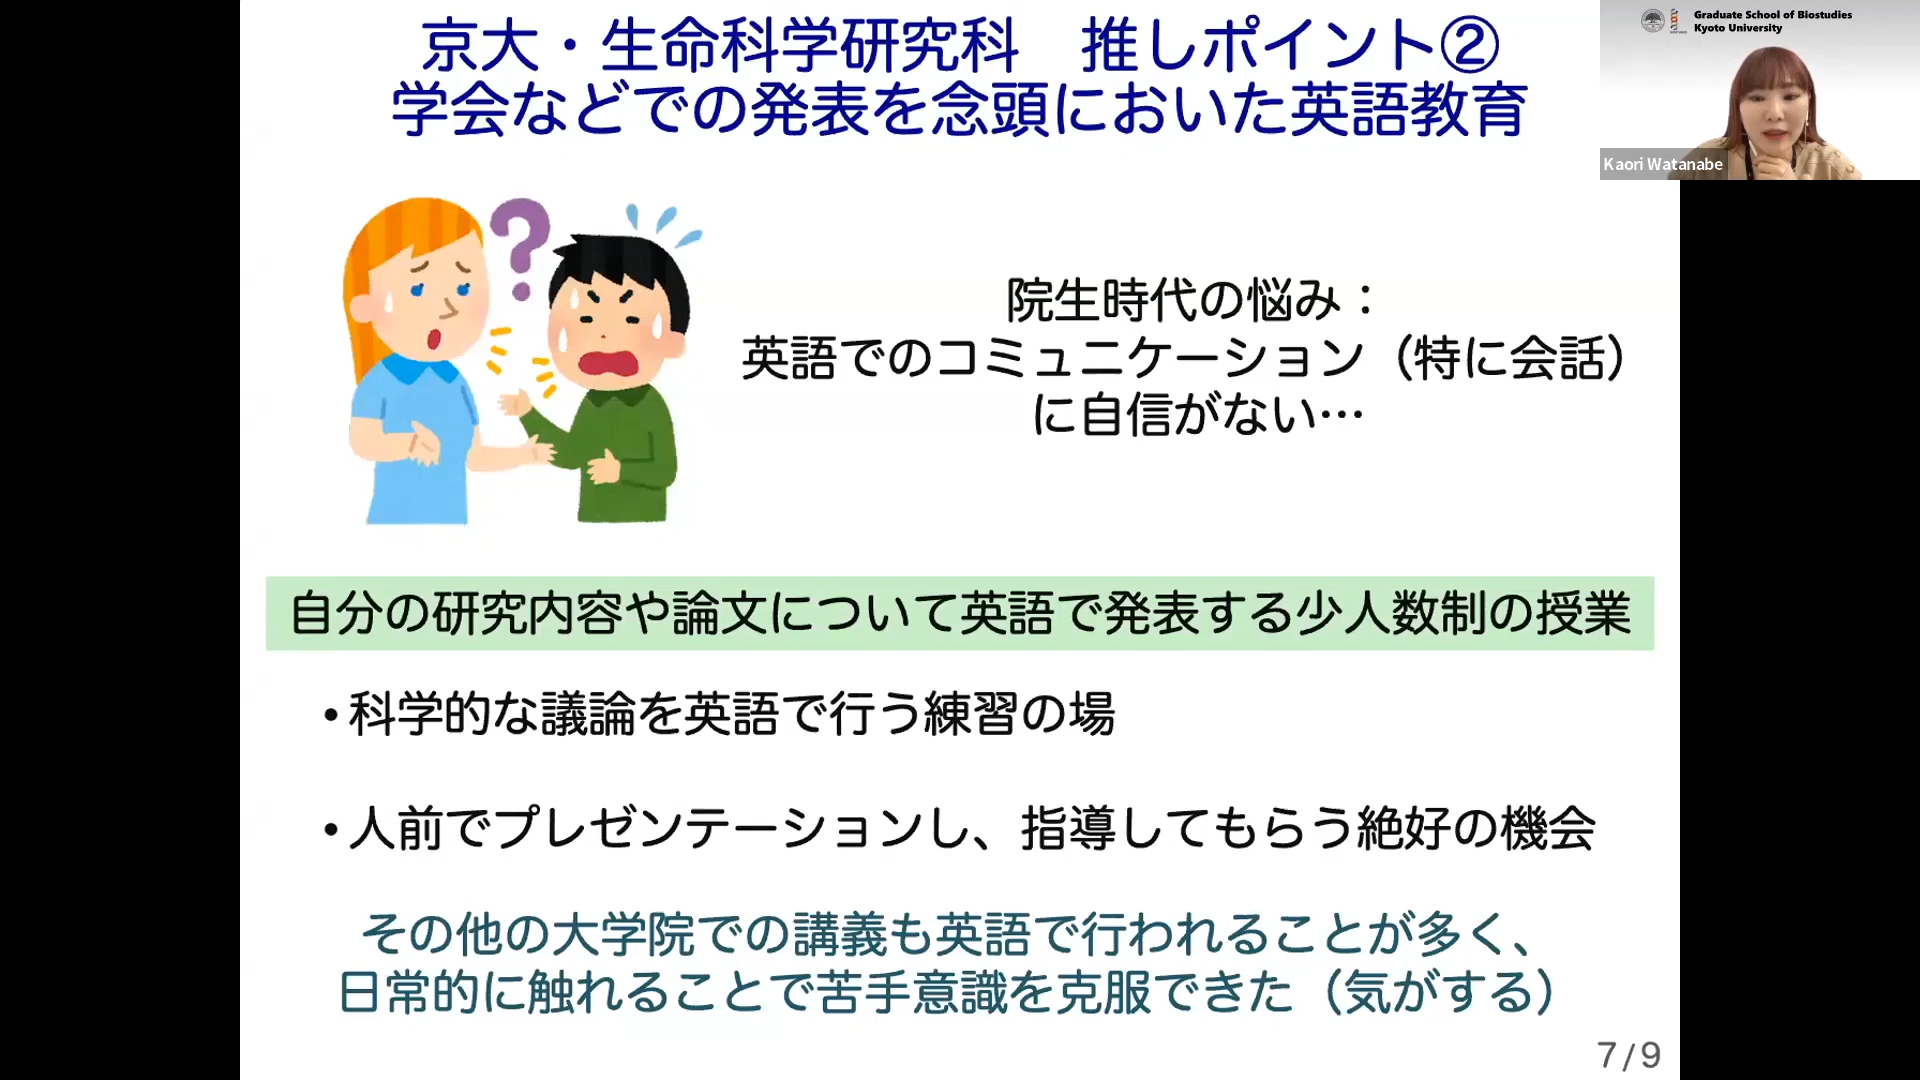 京大・生命科学研究科　推しポイント②
学会などでの発表を念頭においた英語教育
Graduate School of Biostudies
Kyoto University
Kaori Watanabe
?
院生時代の悩み：
英語でのコミュニケーション（特に会話）
に自信がない…
自分の研究内容や論文について英語で発表する少人数制の授業
•科学的な議論を英語で行う練習の場
•人前でプレゼンテーションし、指導してもらう絶好の機会
その他の大学院での講義も英語で行われることが多く、
日常的に触れることで苦手意識を克服できた（気がする）
7/9